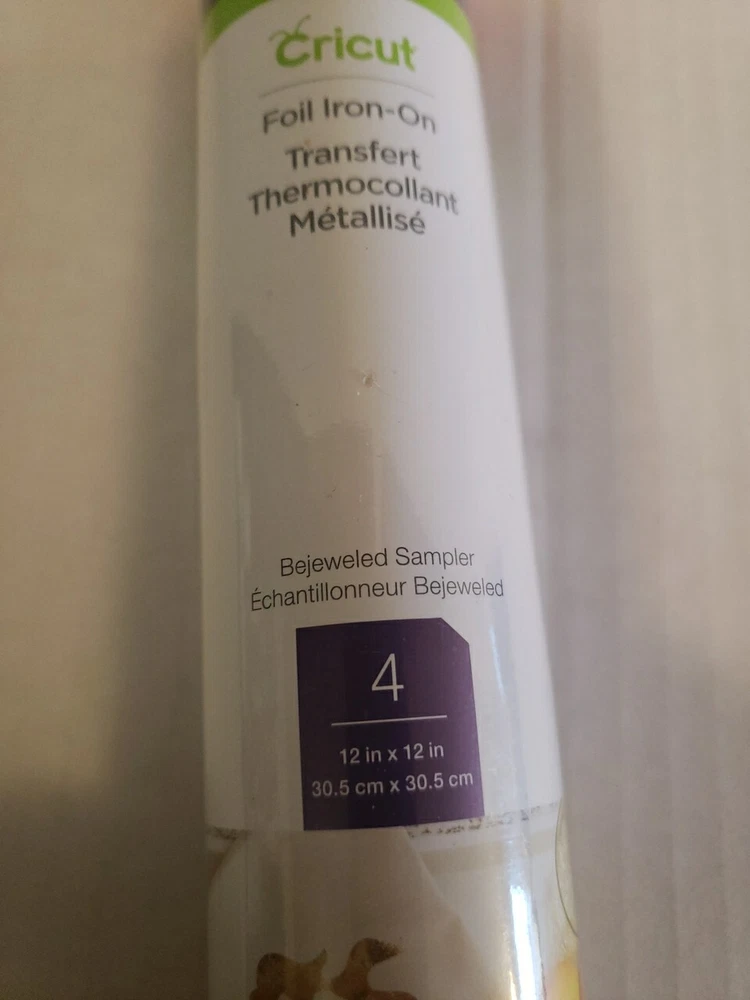 Cricut
Foil Iron-On
Transfert
Thermocollant
Métallisé
Bejeweled Sampler
Échantillonneur Bejeweled
4
12 in x 12 in
30.5 cm x 30.5 cm